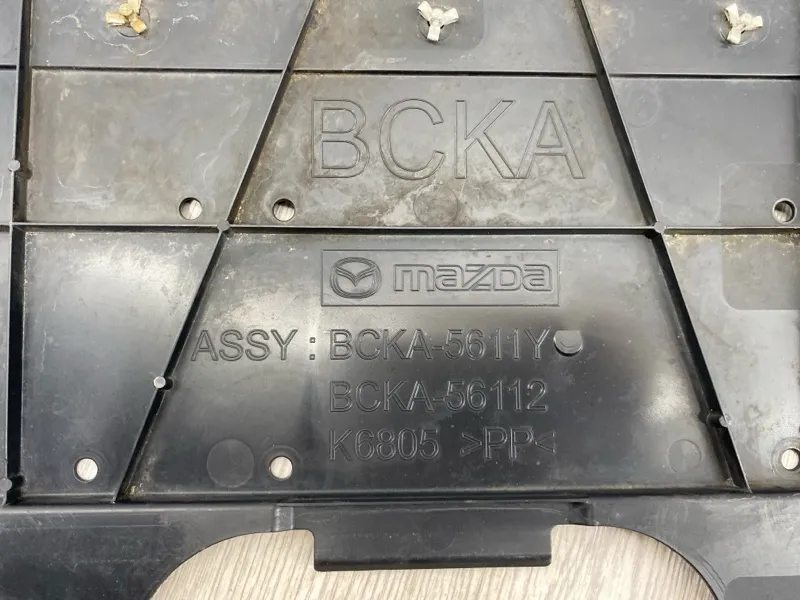 BCKA
mazda
ASSY : BCKA-5611Y
BCKA-56112
K6805 >PP<